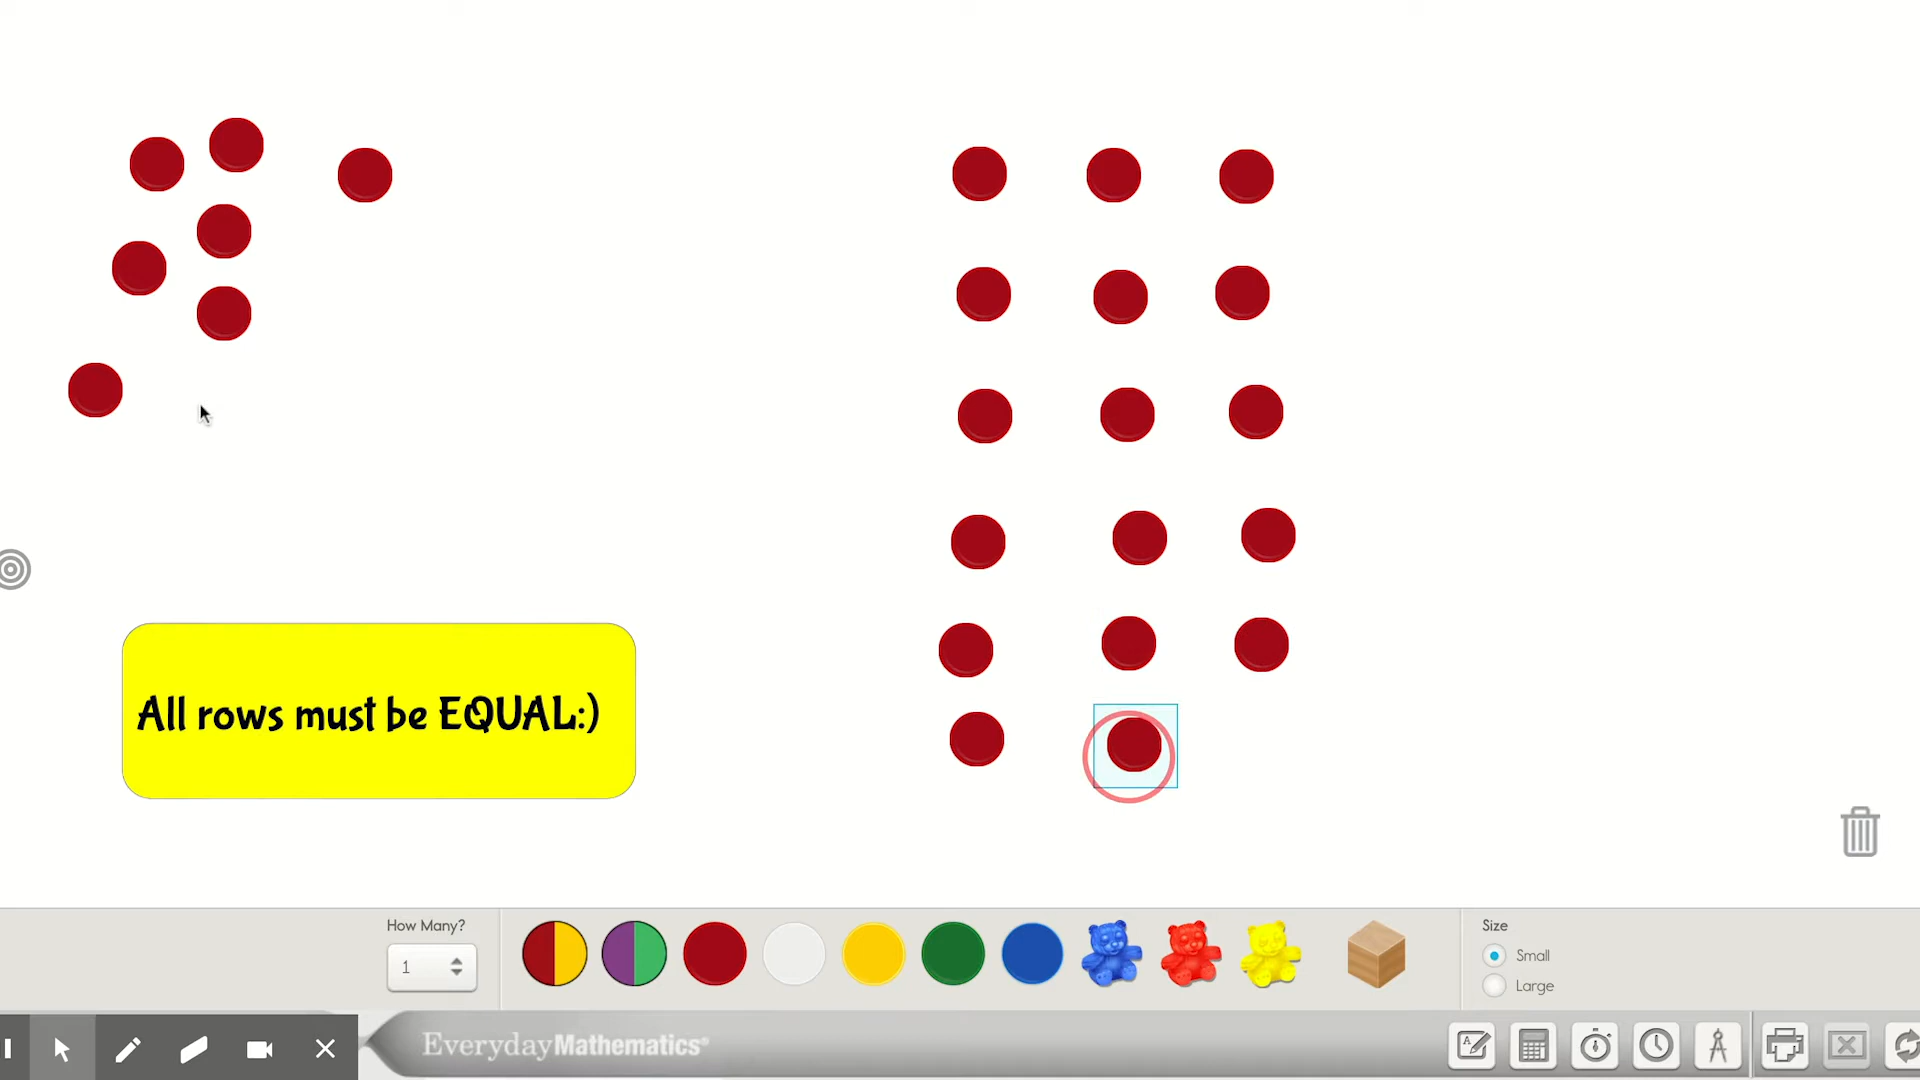 All rows must be EQUAL:)
How Many?
1
Size
Small
Large
EverydayMathematics®